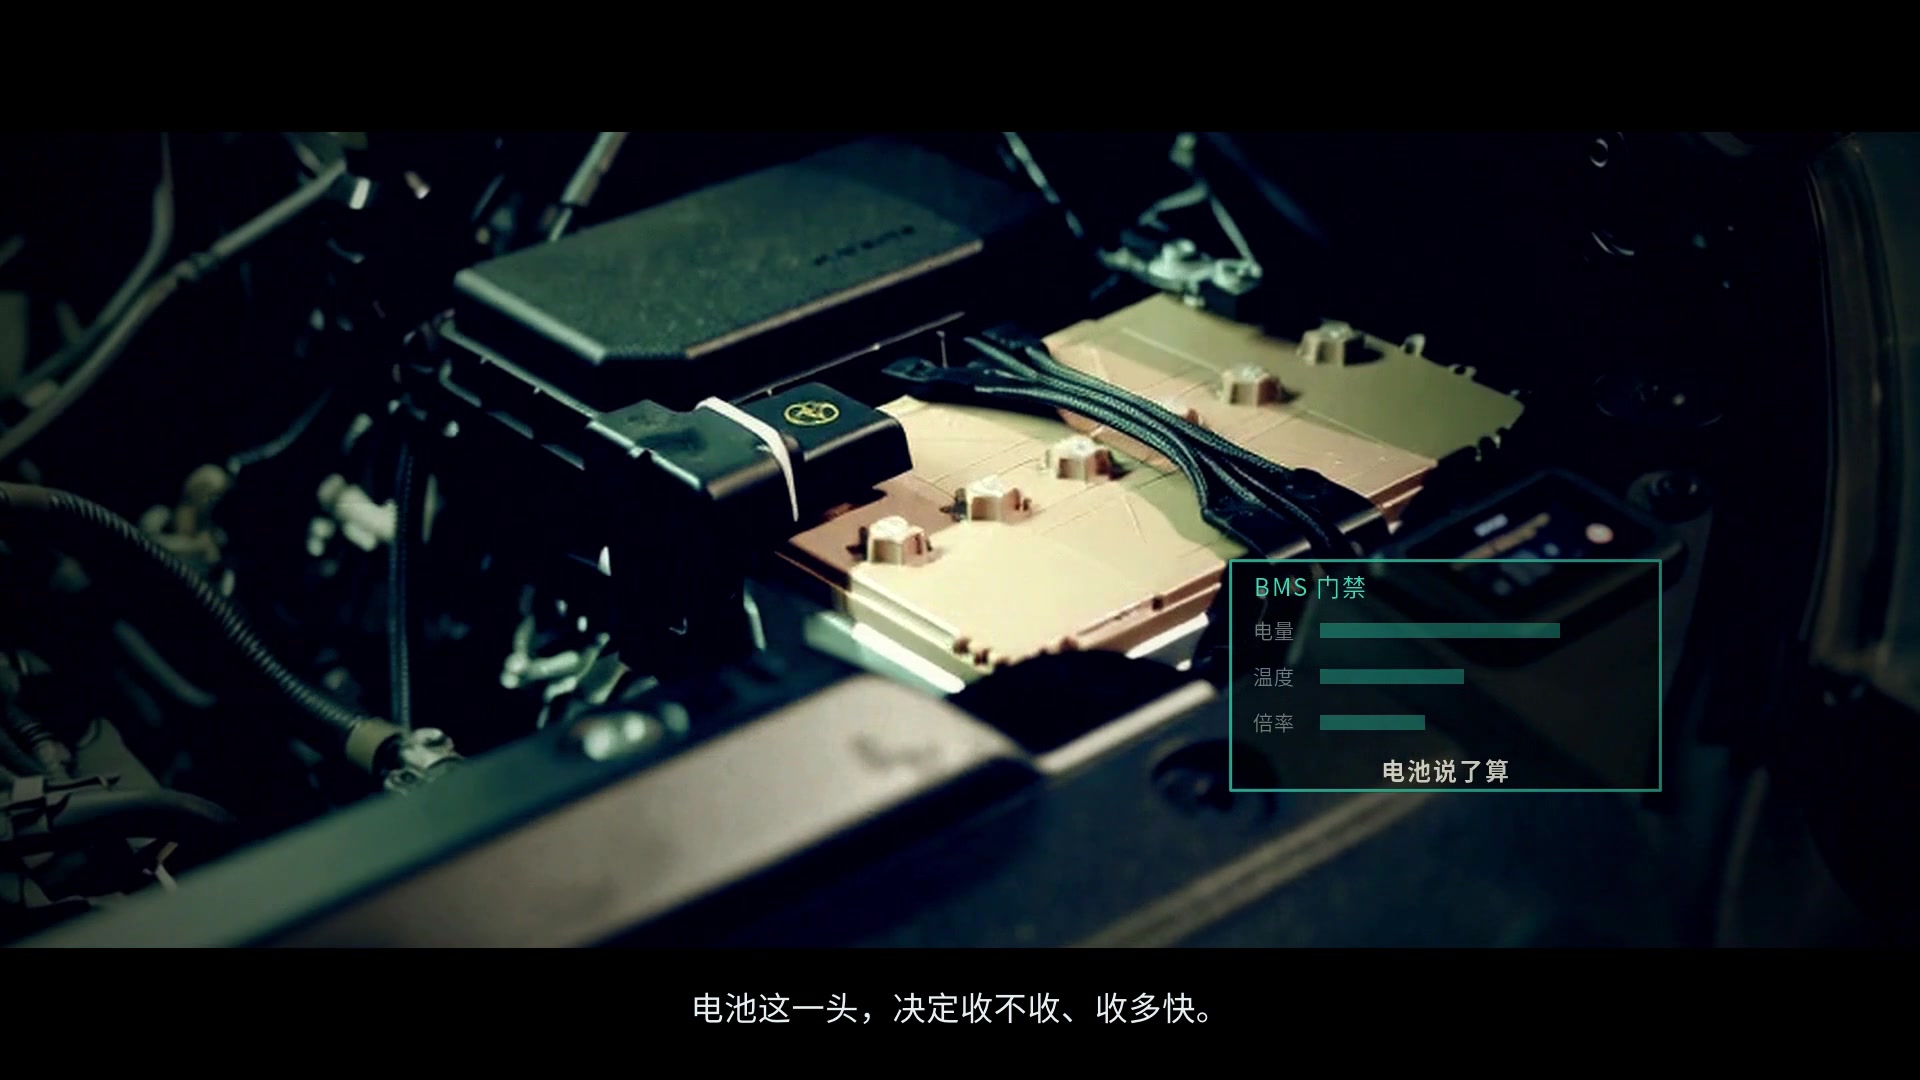 BMS 门禁
电量
温度
倍率
电池说了算
电池这一头，决定收不收、收多快。